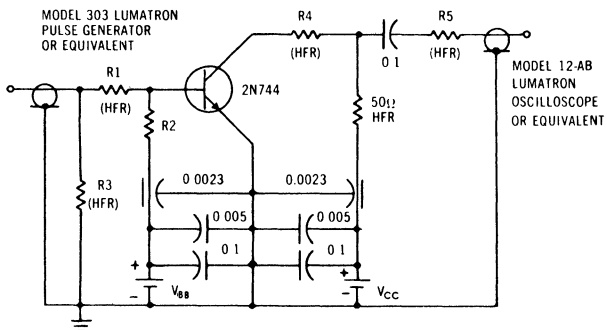 MODEL 303 LUMATRON
PULSE GENERATOR
OR EQUIVALENT
R1
(HFR)
R2
R3
(HFR)
2N744
R4
(HFR)
0 1
R5
(HFR)
MODEL 12-AB
LUMATRON
OSCILLOSCOPE
OR EQUIVALENT
50Ω
HFR
0 0023
0.0023
0 005
0 005
0 1
0 1
+
VBB
-
+
VCC
-